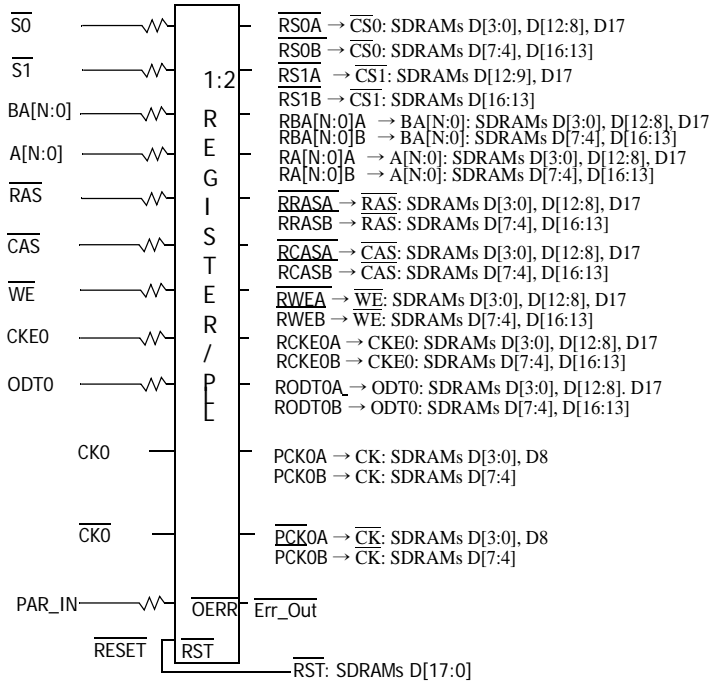 S0
RS0A → CS0: SDRAMs D[3:0], D[12:8], D17
RS0B → CS0: SDRAMs D[7:4], D[16:13]
S1
1:2
RS1A → CS1: SDRAMs D[12:9], D17
RS1B → CS1: SDRAMs D[16:13]
BA[N:0]
RBA[N:0]A → BA[N:0]: SDRAMs D[3:0], D[12:8], D17
RBA[N:0]B → BA[N:0]: SDRAMs D[7:4], D[16:13]
A[N:0]
RA[N:0]A → A[N:0]: SDRAMs D[3:0], D[12:8], D17
RA[N:0]B → A[N:0]: SDRAMs D[7:4], D[16:13]
REGISTER/PLL
RAS
RRASA → RAS: SDRAMs D[3:0], D[12:8], D17
RRASB → RAS: SDRAMs D[7:4], D[16:13]
CAS
RCASA → CAS: SDRAMs D[3:0], D[12:8], D17
RCASB → CAS: SDRAMs D[7:4], D[16:13]
WE
RWEA → WE: SDRAMs D[3:0], D[12:8], D17
RWEB → WE: SDRAMs D[7:4], D[16:13]
CKE0
RCKE0A → CKE0: SDRAMs D[3:0], D[12:8], D17
RCKE0B → CKE0: SDRAMs D[7:4], D[16:13]
ODT0
RODT0A → ODT0: SDRAMs D[3:0], D[12:8]. D17
RODT0B → ODT0: SDRAMs D[7:4], D[16:13]
CK0
PCK0A → CK: SDRAMs D[3:0], D8
PCK0B → CK: SDRAMs D[7:4]
CK0
PCK0A → CK: SDRAMs D[3:0], D8
PCK0B → CK: SDRAMs D[7:4]
PAR_IN
OERR
Err_Out
RESET
RST
RST: SDRAMs D[17:0]